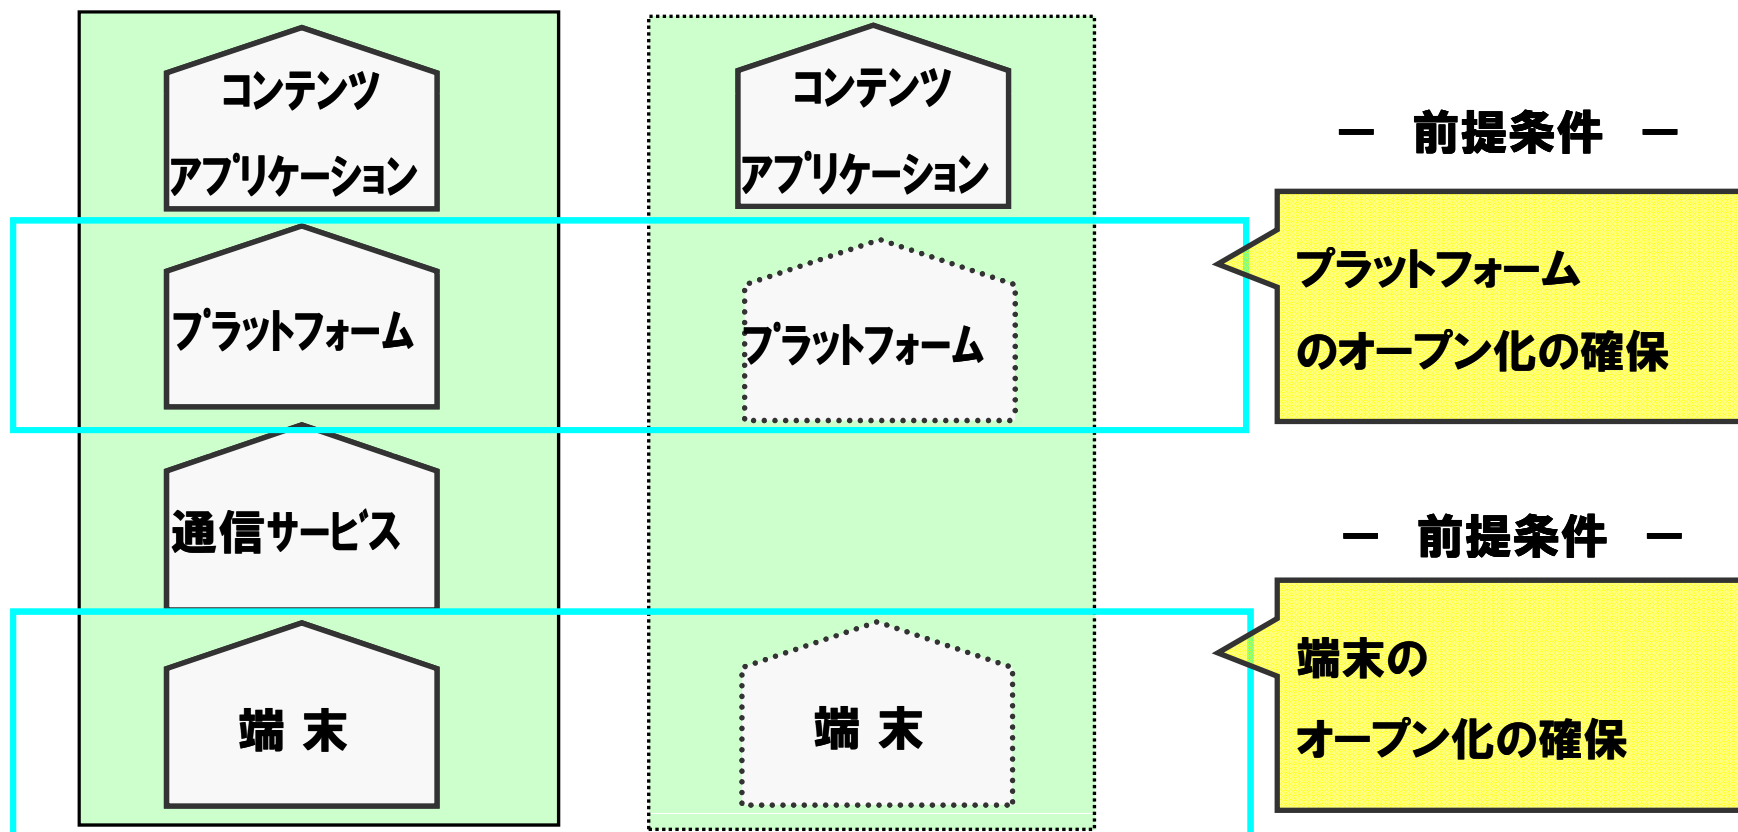 コンテンツ
アプリケーション
プラットフォーム
通信サービス
端 末
コンテンツ
アプリケーション
プラットフォーム
端 末
－ 前提条件 －
プラットフォーム
のオープン化の確保
－ 前提条件 －
端末の
オープン化の確保